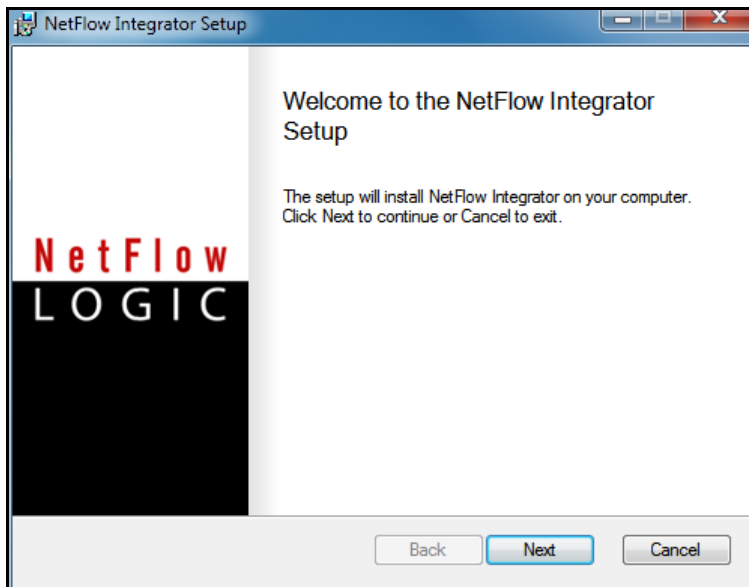 NetFlow Integrator Setup
Welcome to the NetFlow Integrator
Setup
The setup will install NetFlow Integrator on your computer.
Click Next to continue or Cancel to exit.
NetFlow
LOGIC
Back
Next
Cancel